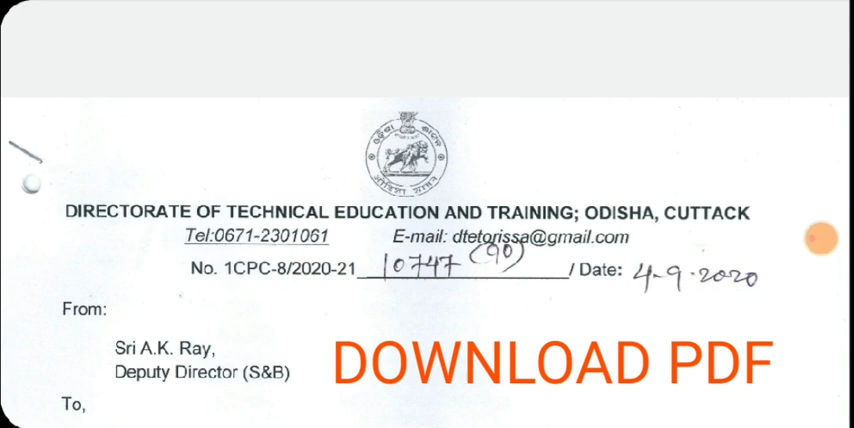 DIRECTORATE OF TECHNICAL EDUCATION AND TRAINING; ODISHA, CUTTACK
Tel:0671-2301061 E-mail: dtetorissa@gmail.com
No. 1CPC-8/2020-21 10747 (90) / Date: 4-9-2020
From:
Sri A.K. Ray,
Deputy Director (S&B)
DOWNLOAD PDF
To,